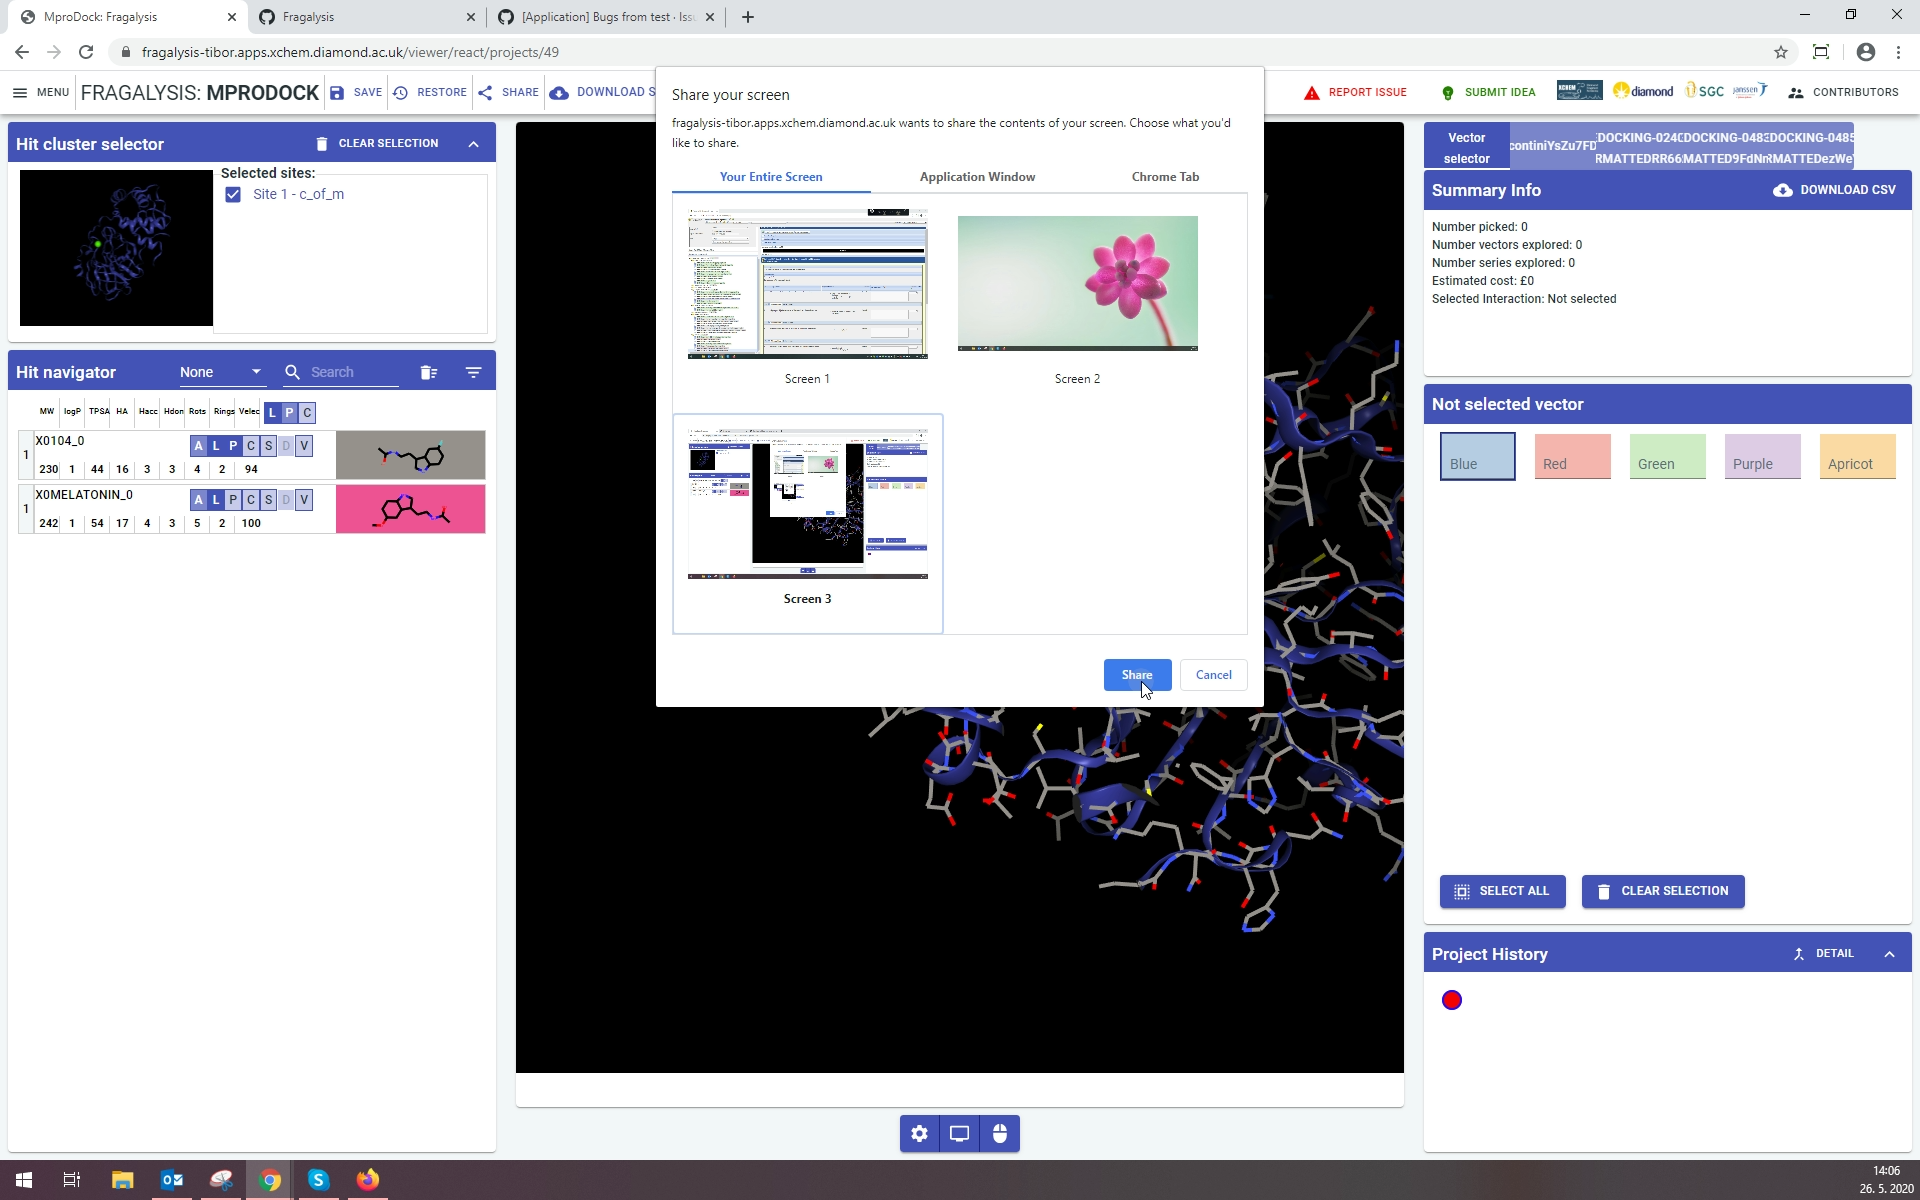 MproDock: Fragalysis
Fragalysis
[Application] Bugs from test · Iss
fragalysis-tibor.apps.xchem.diamond.ac.uk/viewer/react/projects/49
MENU
FRAGALYSIS: MPRODOCK
SAVE
RESTORE
SHARE
DOWNLOAD S
REPORT ISSUE
SUBMIT IDEA
XCHEM
diamond
SGC
janssen
CONTRIBUTORS
Share your screen
fragalysis-tibor.apps.xchem.diamond.ac.uk wants to share the contents of your screen. Choose what you'd
like to share.
Your Entire Screen
Application Window
Chrome Tab
Screen 1
Screen 2
Screen 3
Share
Cancel
Hit cluster selector
CLEAR SELECTION
Selected sites:
Site 1 - c_of_m
Hit navigator
None
Search
MW logP TPSA HA Hacc Hdon Rots Rings Velec L P C
1
X0104_0
A L P C S D V
230 1 44 16 3 3 4 2 94
1
X0MELATONIN_0
A L P C S D V
242 1 54 17 4 3 5 2 100
Vector
selector
continiYsZu7FD
DOCKING-024
RMATTEDRR66
DOCKING-048
MATTED9FdN
DOCKING-0485
RMATTEDezWe
Summary Info
DOWNLOAD CSV
Number picked: 0
Number vectors explored: 0
Number series explored: 0
Estimated cost: £0
Selected Interaction: Not selected
Not selected vector
Blue
Red
Green
Purple
Apricot
SELECT ALL
CLEAR SELECTION
Project History
DETAIL
14:06
26. 5. 2020